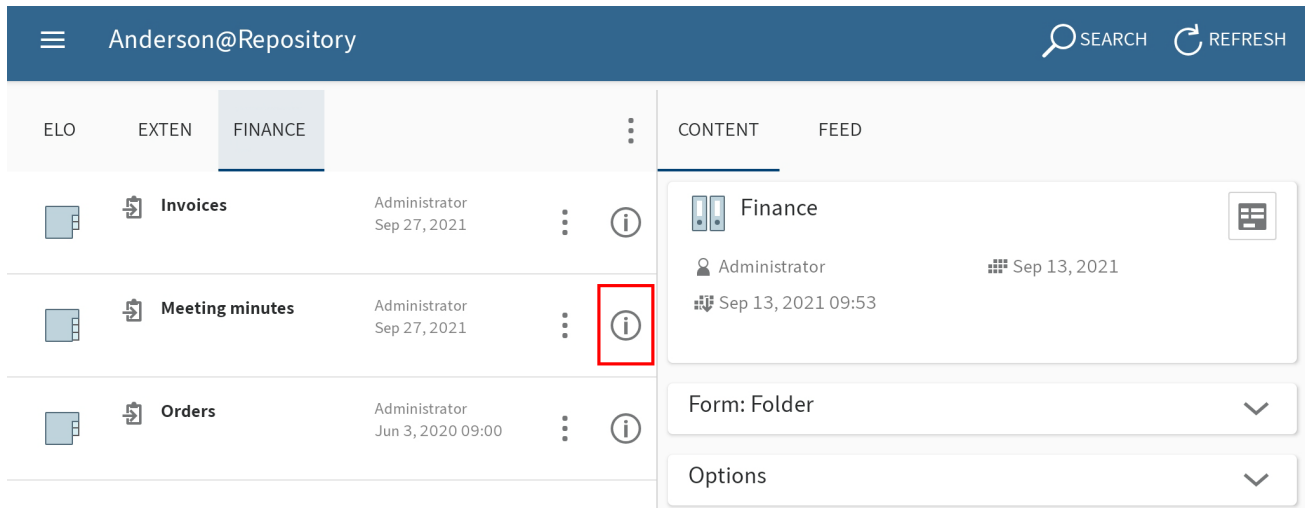 Anderson@Repository
SEARCH
REFRESH
ELO
EXTEN
FINANCE
Invoices
Administrator
Sep 27, 2021
Meeting minutes
Administrator
Sep 27, 2021
Orders
Administrator
Jun 3, 2020 09:00
CONTENT
FEED
Finance
Administrator
Sep 13, 2021
Sep 13, 2021 09:53
Form: Folder
Options